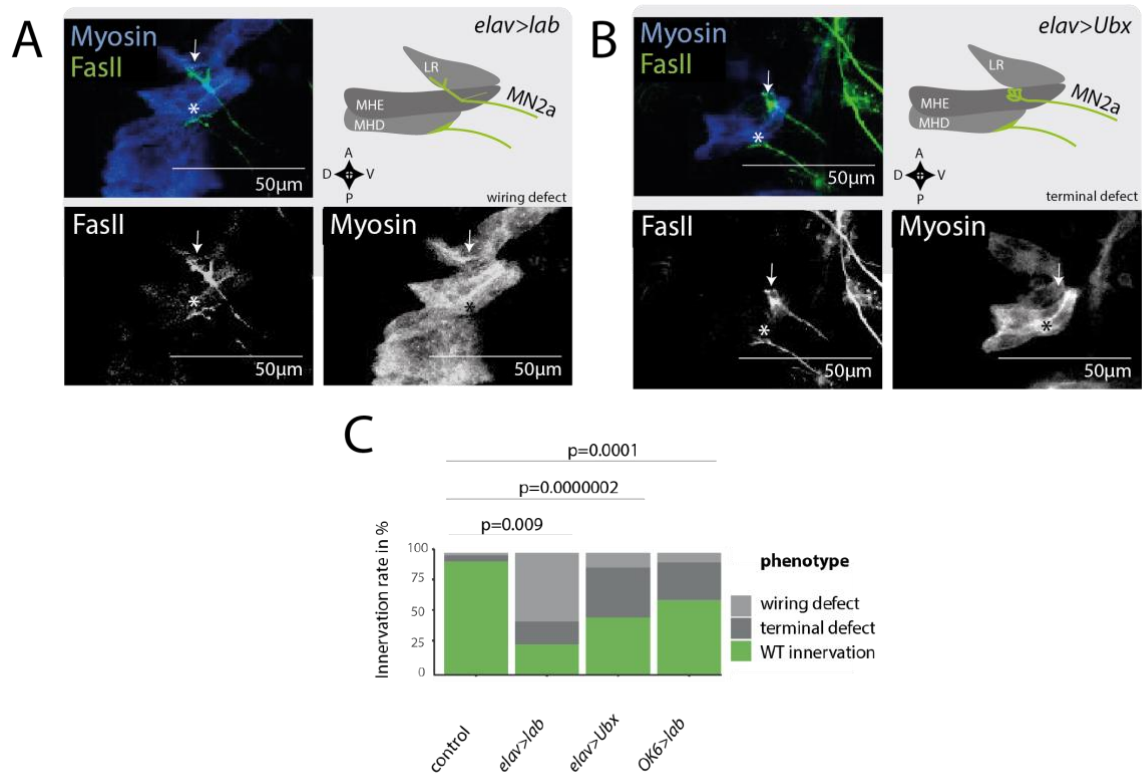 A
elav>lab
Myosin
FasII
LR
MHE
MHD
MN2a
A
D
V
P
50μm
wiring defect
FasII
50μm
Myosin
50μm
B
elav>Ubx
Myosin
FasII
LR
MHE
MHD
MN2a
A
D
V
P
50μm
terminal defect
FasII
50μm
Myosin
50μm
C
p=0.0001
p=0.0000002
p=0.009
Innervation rate in %
100
75
50
25
0
control
elav>lab
elav>Ubx
OK6>lab
phenotype
wiring defect
terminal defect
WT innervation